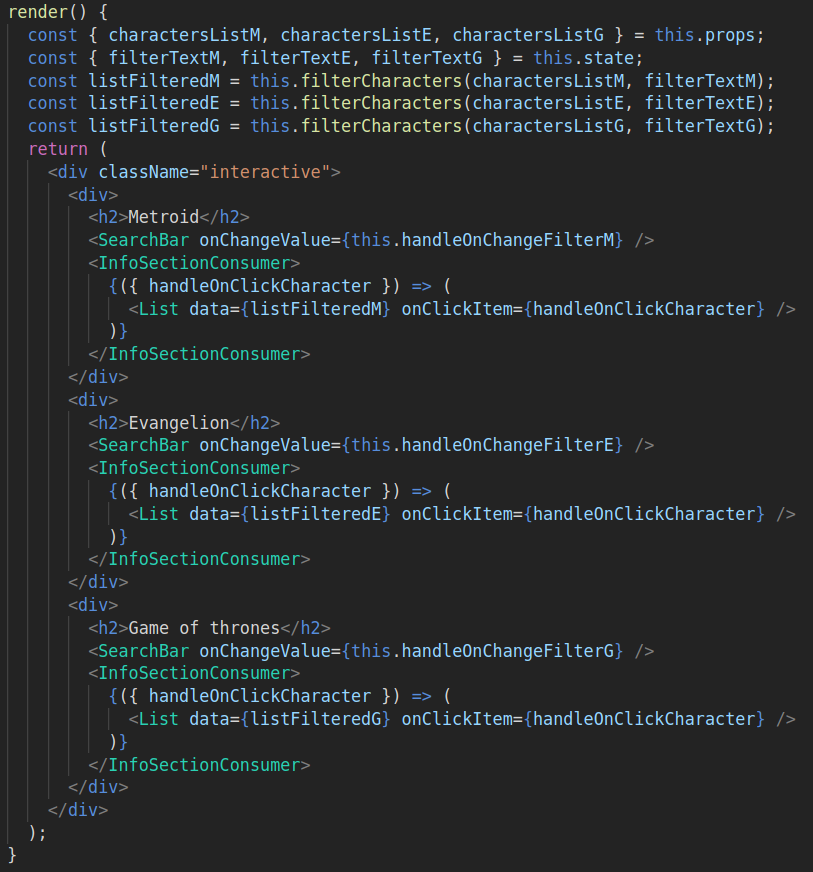 render() {
  const { charactersListM, charactersListE, charactersListG } = this.props;
  const { filterTextM, filterTextE, filterTextG } = this.state;
  const listFilteredM = this.filterCharacters(charactersListM, filterTextM);
  const listFilteredE = this.filterCharacters(charactersListE, filterTextE);
  const listFilteredG = this.filterCharacters(charactersListG, filterTextG);
  return (
    <div className="interactive">
      <div>
        <h2>Metroid</h2>
        <SearchBar onChangeValue={this.handleOnChangeFilterM} />
        <InfoSectionConsumer>
          {({ handleOnClickCharacter }) => (
            <List data={listFilteredM} onClickItem={handleOnClickCharacter} />
          )}
        </InfoSectionConsumer>
      </div>
      <div>
        <h2>Evangelion</h2>
        <SearchBar onChangeValue={this.handleOnChangeFilterE} />
        <InfoSectionConsumer>
          {({ handleOnClickCharacter }) => (
            <List data={listFilteredE} onClickItem={handleOnClickCharacter} />
          )}
        </InfoSectionConsumer>
      </div>
      <div>
        <h2>Game of thrones</h2>
        <SearchBar onChangeValue={this.handleOnChangeFilterG} />
        <InfoSectionConsumer>
          {({ handleOnClickCharacter }) => (
            <List data={listFilteredG} onClickItem={handleOnClickCharacter} />
          )}
        </InfoSectionConsumer>
      </div>
    </div>
  );
}